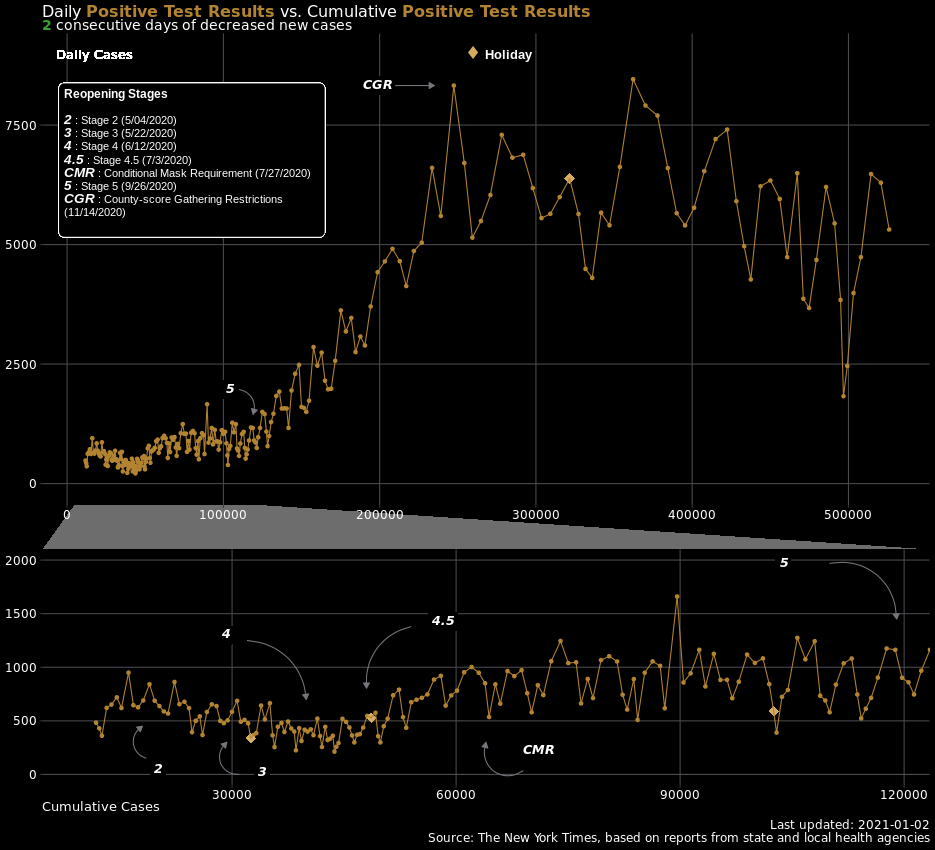 Daily Positive Test Results vs. Cumulative Positive Test Results
2 consecutive days of decreased new cases
Daily Cases
Holiday
CGR
Reopening Stages
2 : Stage 2 (5/04/2020)
3 : Stage 3 (5/22/2020)
4 : Stage 4 (6/12/2020)
4.5 : Stage 4.5 (7/3/2020)
CMR : Conditional Mask Requirement (7/27/2020)
5 : Stage 5 (9/26/2020)
CGR : County-score Gathering Restrictions
(11/14/2020)
7500
5000
2500
5
0
0 100000 200000 300000 400000 500000
2000
5
1500
4.5
4
1000
500
CMR
2
3
0
30000 60000 90000 120000
Cumulative Cases
Last updated: 2021-01-02
Source: The New York Times, based on reports from state and local health agencies